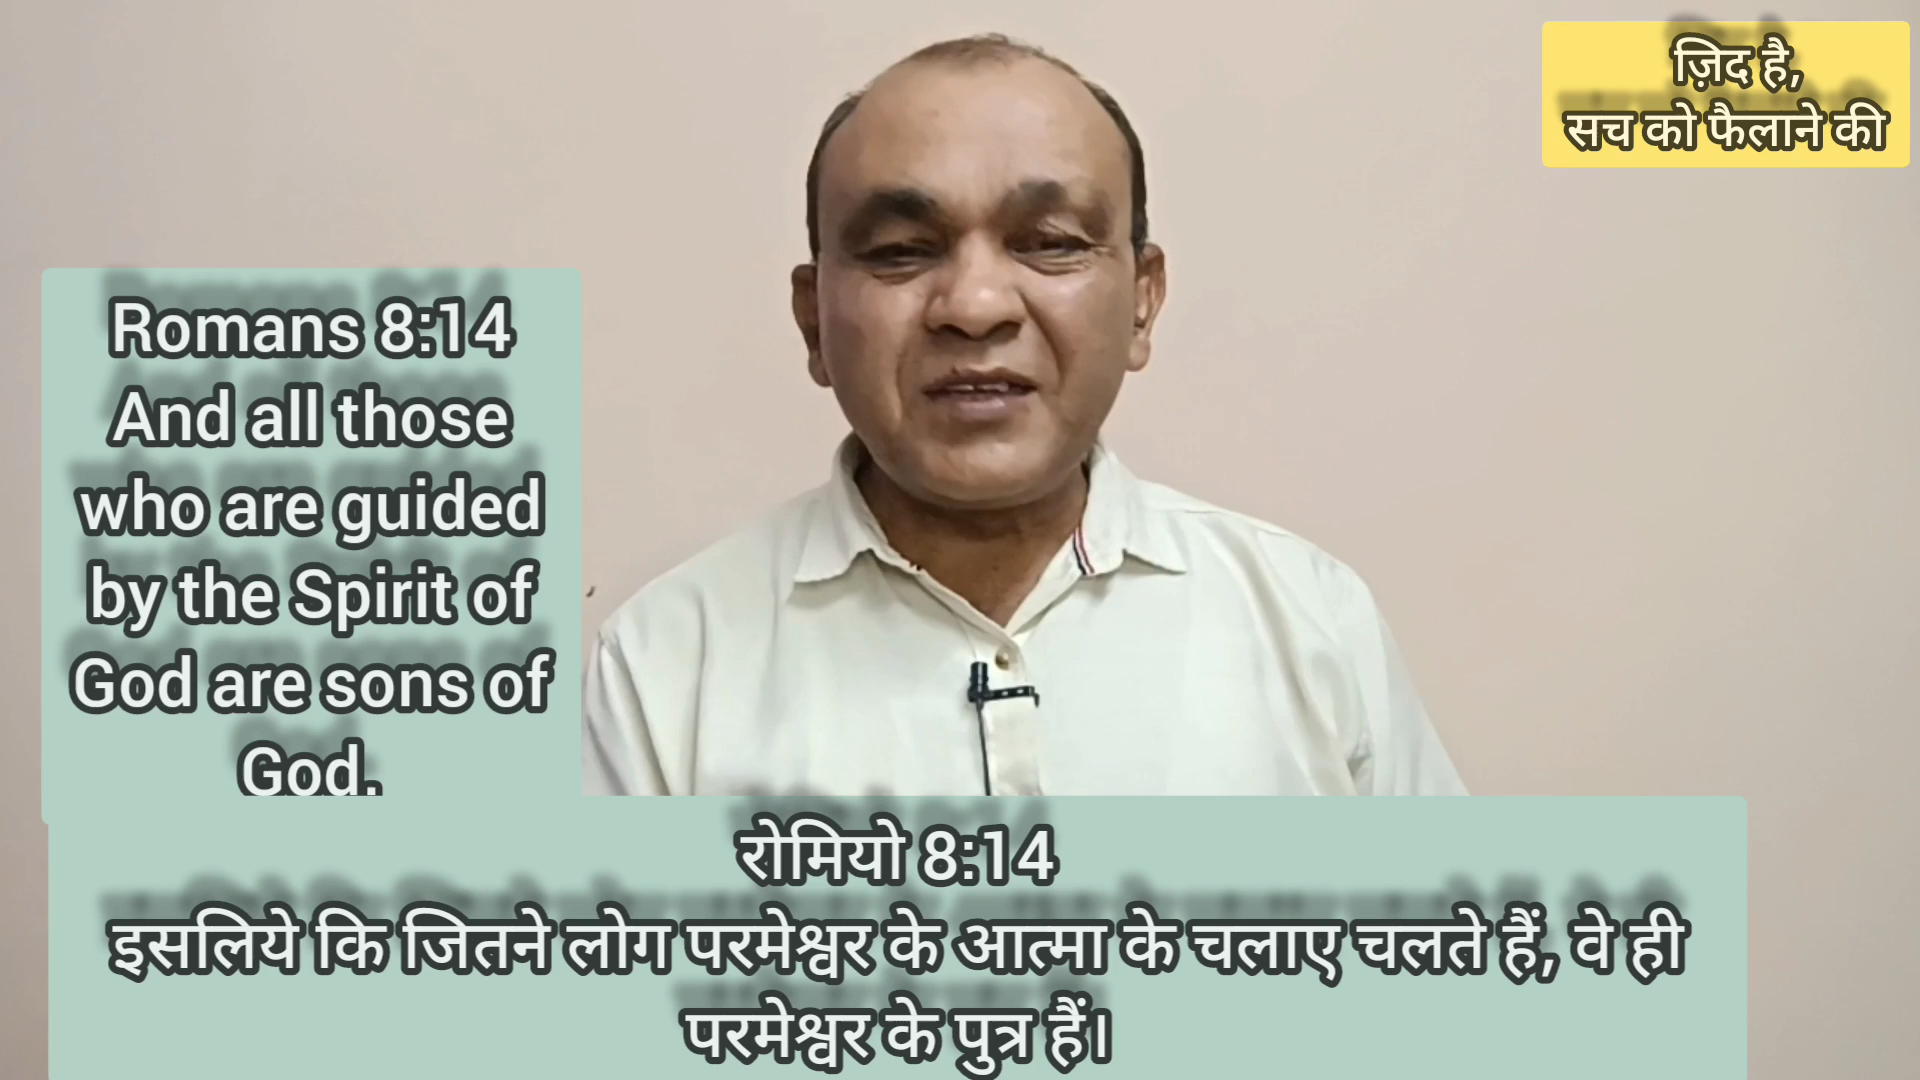 ज़िद है,
सच को फैलाने की
Romans 8:14
And all those
who are guided
by the Spirit of
God are sons of
God.
रोमियो 8:14
इसलिये कि जितने लोग परमेश्वर के आत्मा के चलाए चलते हैं, वे ही
परमेश्वर के पुत्र हैं।